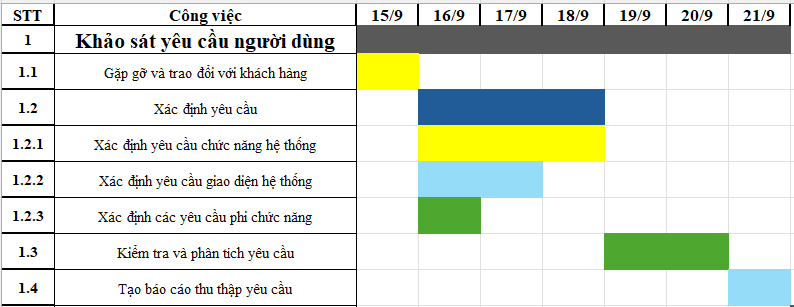 STT Công việc 15/9 16/9 17/9 18/9 19/9 20/9 21/9
1 Khảo sát yêu cầu người dùng
1.1 Gặp gỡ và trao đổi với khách hàng
1.2 Xác định yêu cầu
1.2.1 Xác định yêu cầu chức năng hệ thống
1.2.2 Xác định yêu cầu giao diện hệ thống
1.2.3 Xác định các yêu cầu phi chức năng
1.3 Kiểm tra và phân tích yêu cầu
1.4 Tạo báo cáo thu thập yêu cầu